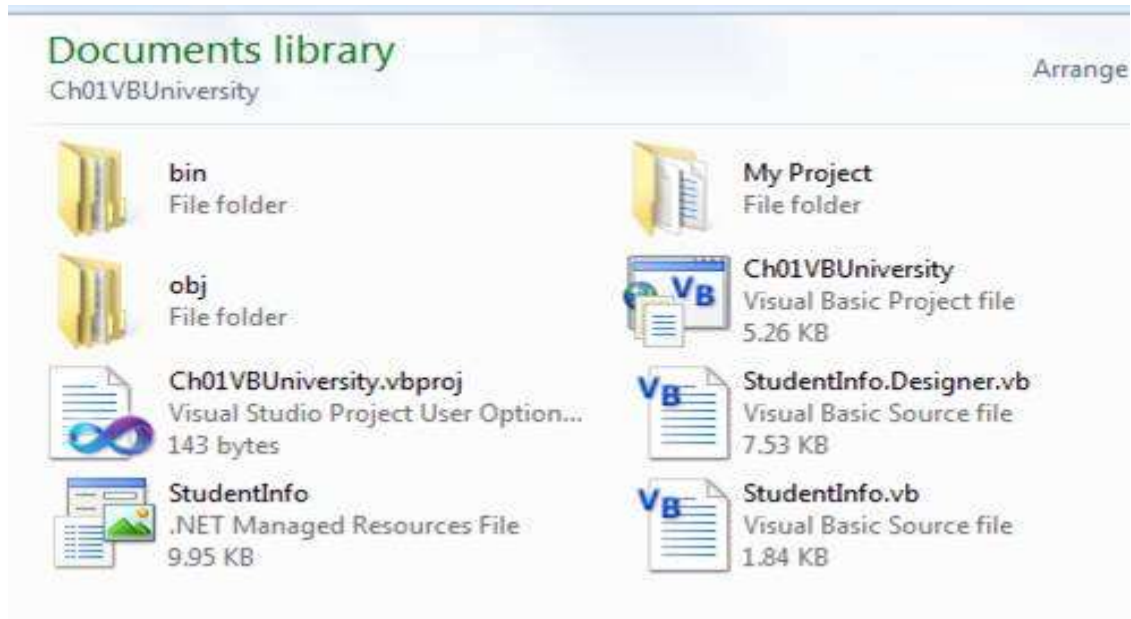 Documents library
Ch01VBUniversity
Arrange
bin
File folder
My Project
File folder
obj
File folder
Ch01VBUniversity
Visual Basic Project file
5.26 KB
Ch01VBUniversity.vbproj
Visual Studio Project User Option...
143 bytes
StudentInfo.Designer.vb
Visual Basic Source file
7.53 KB
StudentInfo
.NET Managed Resources File
9.95 KB
StudentInfo.vb
Visual Basic Source file
1.84 KB
VB
VB
VB